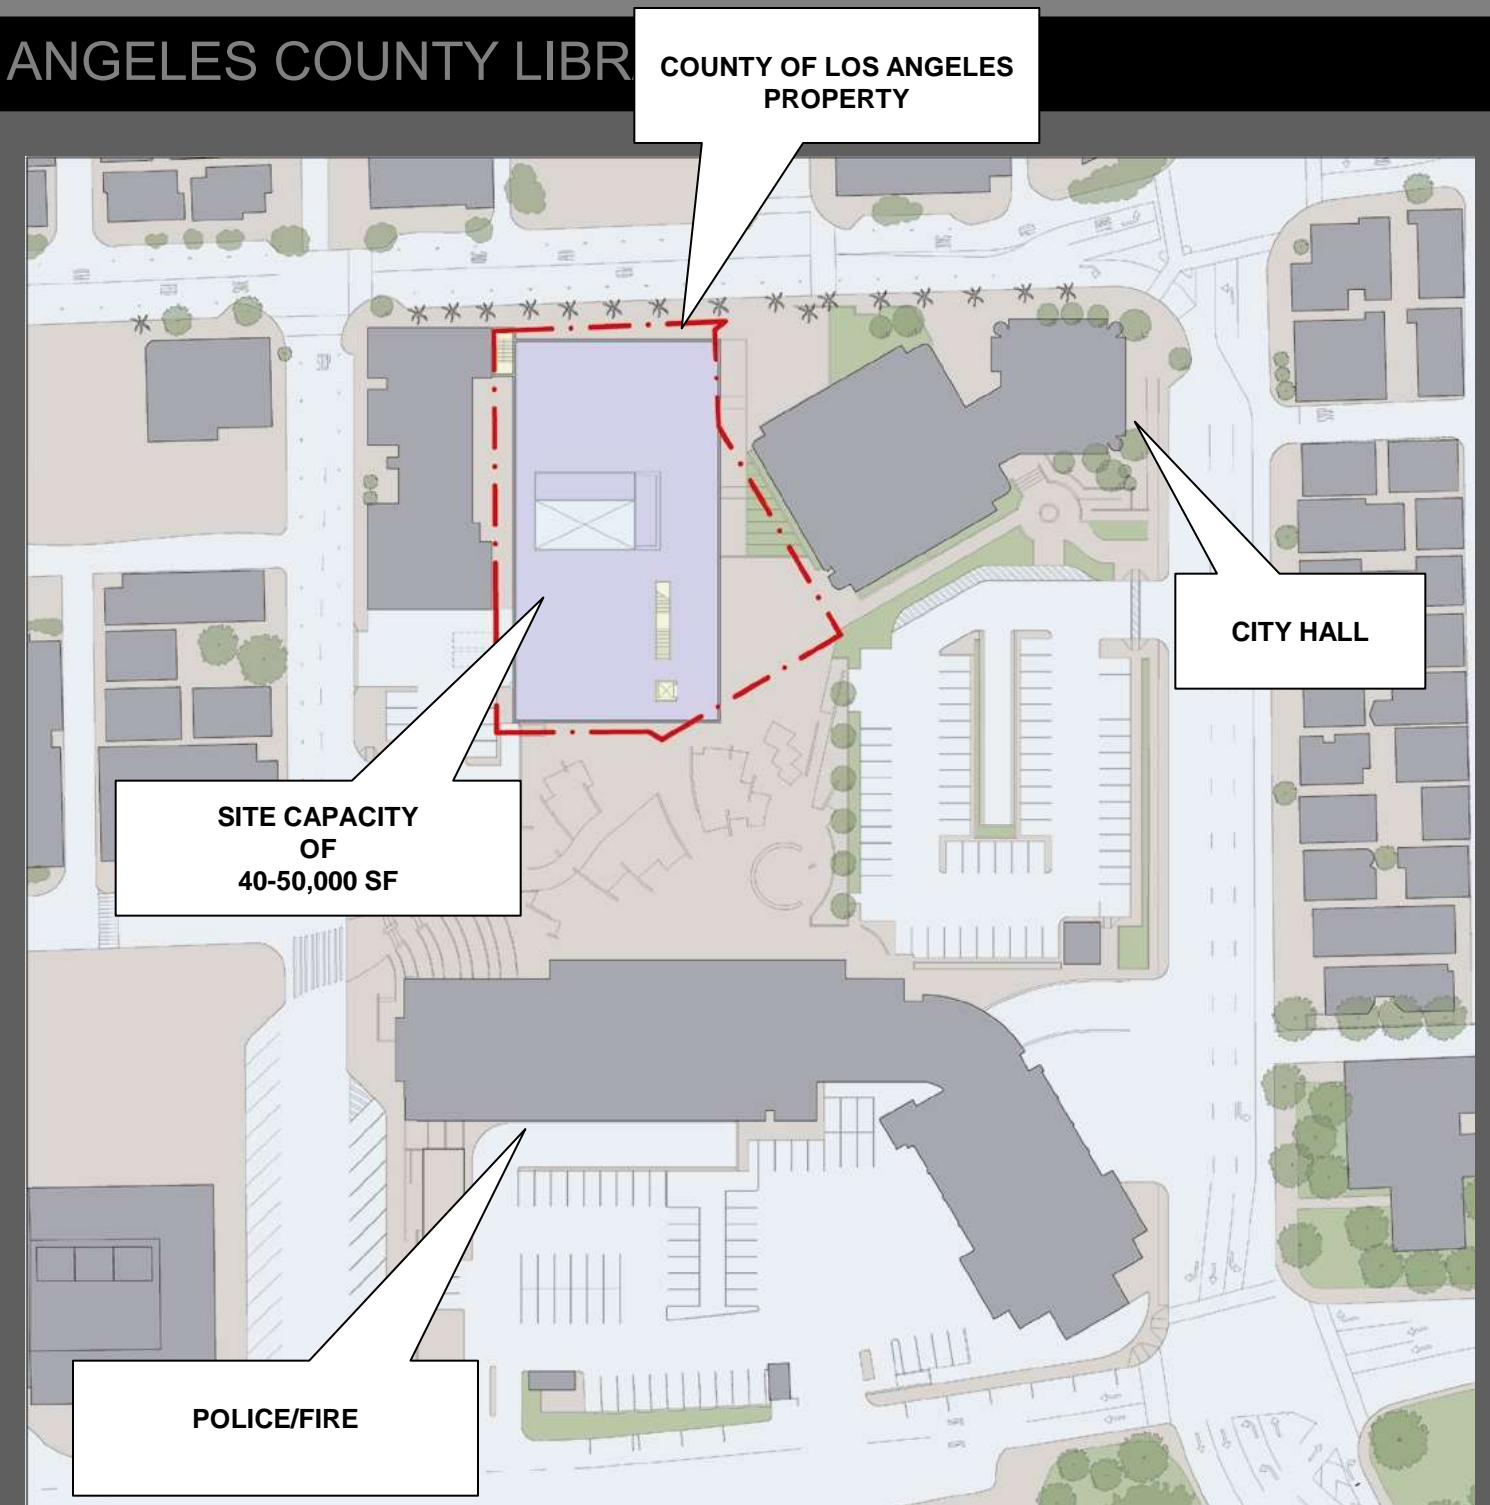 ANGELES COUNTY LIBR
COUNTY OF LOS ANGELES
PROPERTY
CITY HALL
SITE CAPACITY
OF
40-50,000 SF
POLICE/FIRE